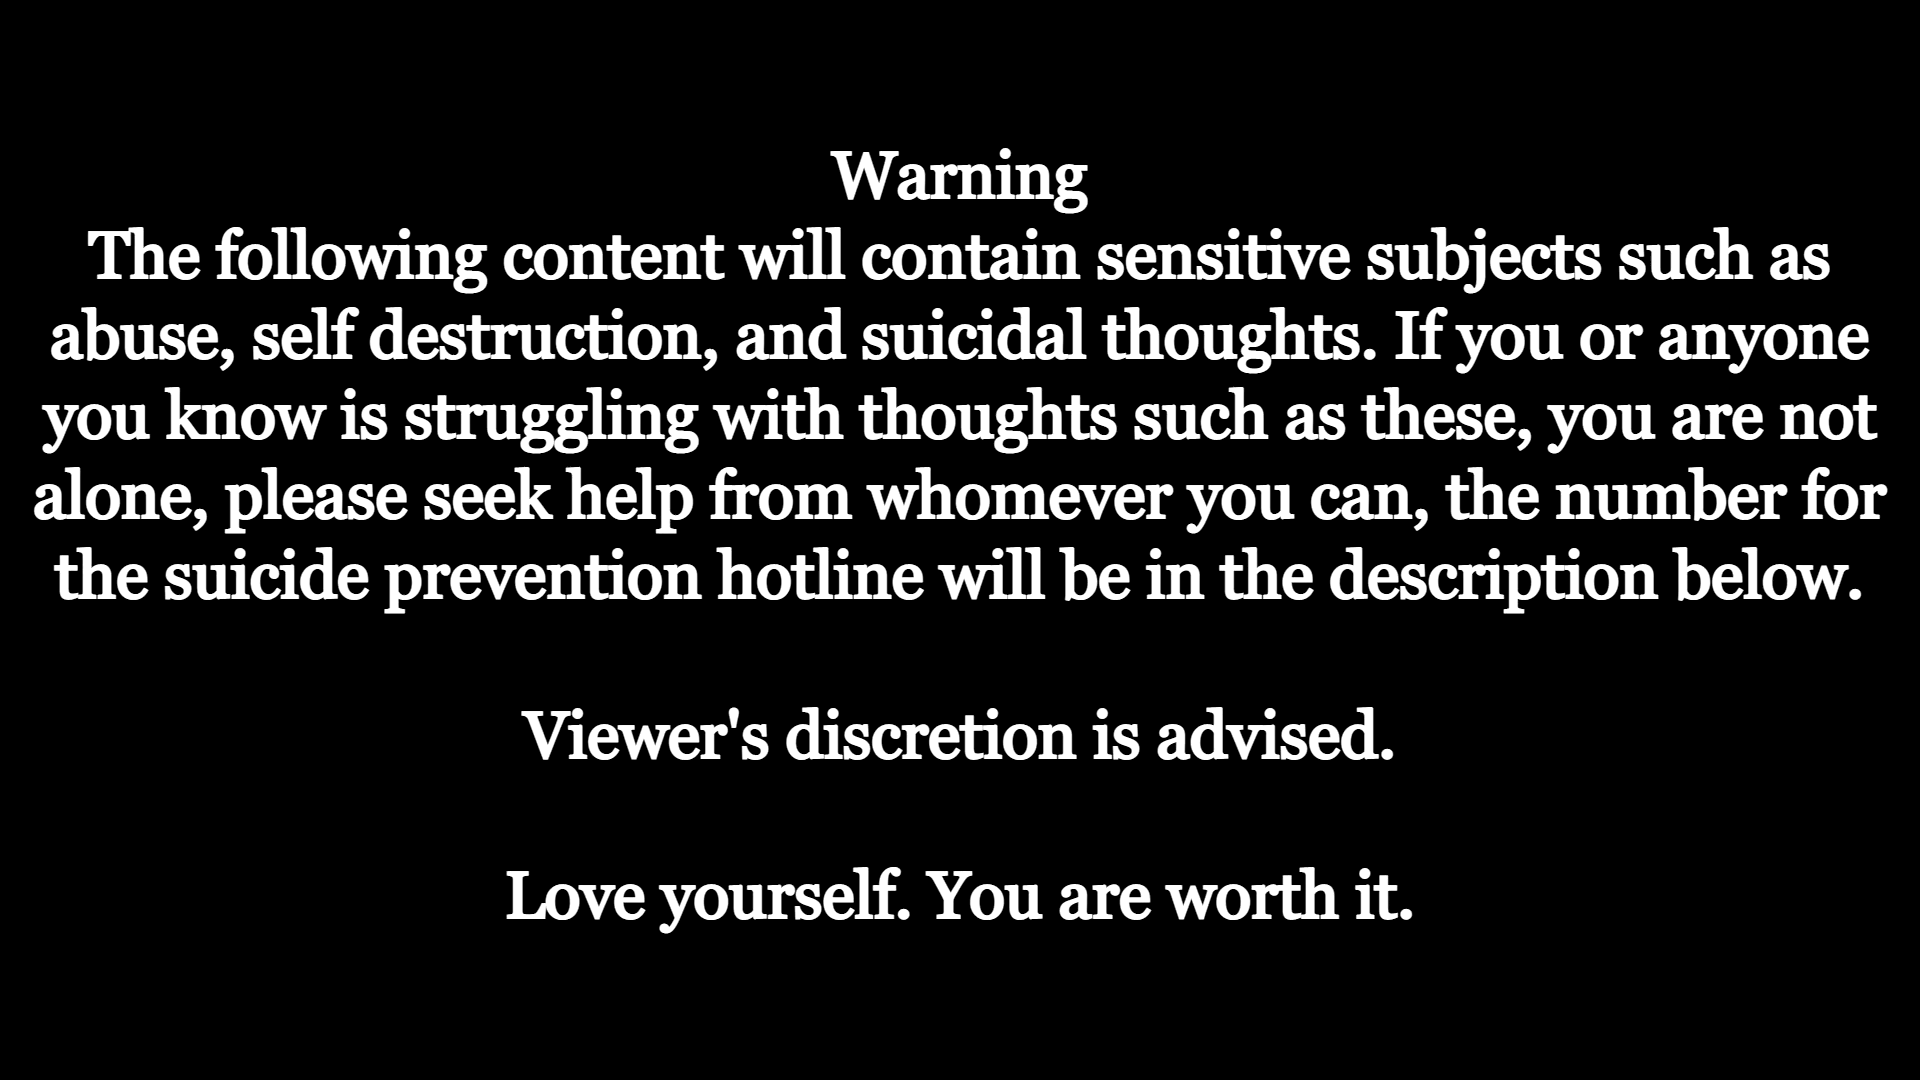 Warning
The following content will contain sensitive subjects such as
abuse, self destruction, and suicidal thoughts. If you or anyone
you know is struggling with thoughts such as these, you are not
alone, please seek help from whomever you can, the number for
the suicide prevention hotline will be in the description below.
Viewer's discretion is advised.
Love yourself. You are worth it.